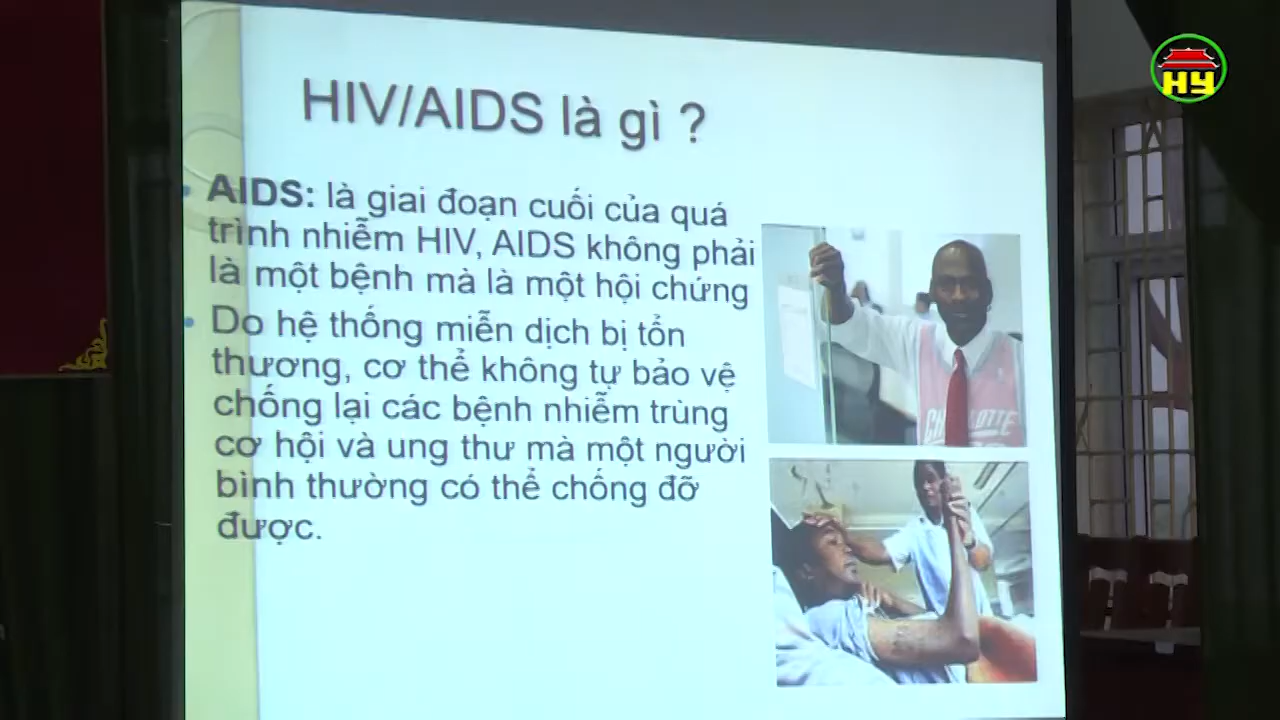 HY
HIV/AIDS là gì ?
AIDS: là giai đoạn cuối của quá
trình nhiễm HIV, AIDS không phải
là một bệnh mà là một hội chứng
Do hệ thống miễn dịch bị tổn
thương, cơ thể không tự bảo vệ
chống lại các bệnh nhiễm trùng
cơ hội và ung thư mà một người
bình thường có thể chống đỡ
được.